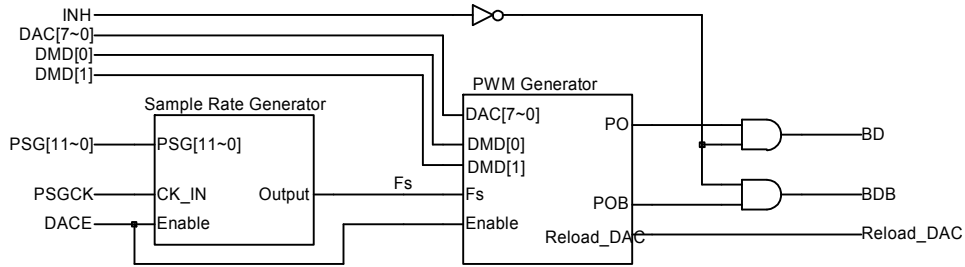 INH
DAC[7~0]
DMD[0]
DMD[1]
PWM Generator
Sample Rate Generator
DAC[7~0]
PO
BD
PSG[11~0]
PSG[11~0]
DMD[0]
DMD[1]
Fs
PSGCK
CK_IN
Output
Fs
POB
BDB
DACE
Enable
Enable
Reload_DAC
Reload_DAC